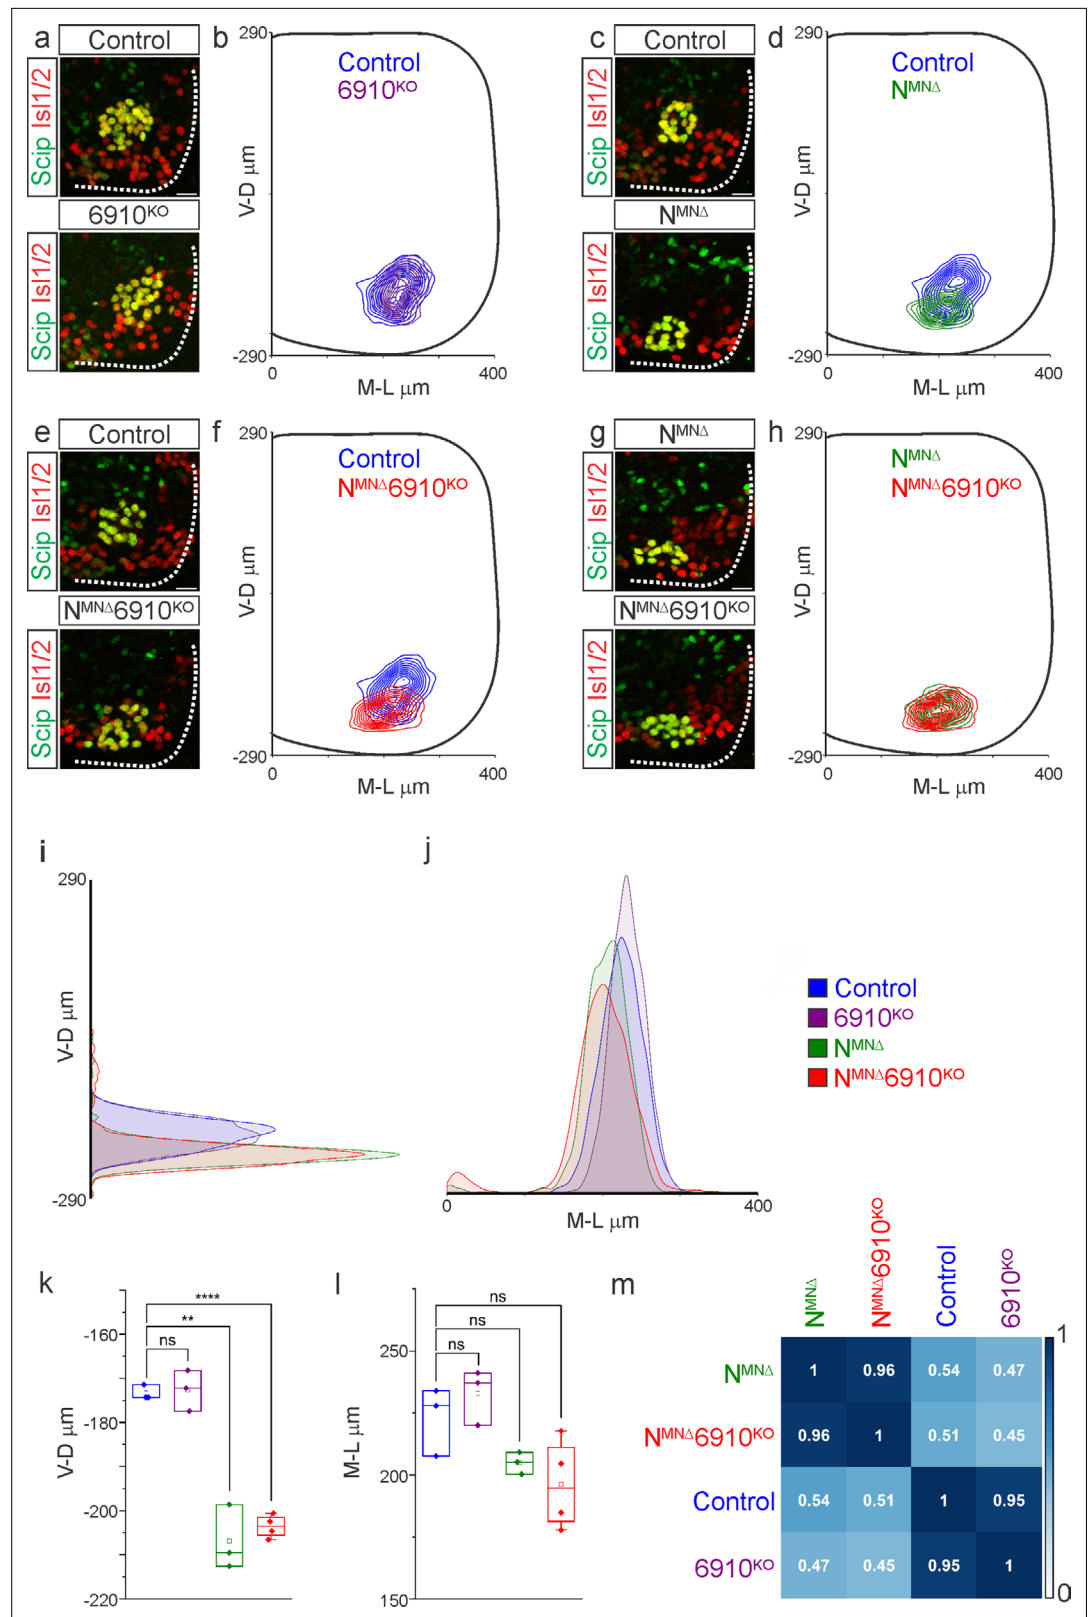 a Control
Scip Isl1/2
6910KO
Scip Isl1/2
b
290
Control
6910KO
V-D μm
-290
0 400
M-L μm
c Control
Scip Isl1/2
NMNΔ
Scip Isl1/2
d
290
Control
NMNΔ
V-D μm
-290
0 400
M-L μm
e Control
Scip Isl1/2
NMNΔ6910KO
Scip Isl1/2
f
290
Control
NMNΔ6910KO
V-D μm
-290
0 400
M-L μm
g NMNΔ
Scip Isl1/2
NMNΔ6910KO
Scip Isl1/2
h
290
NMNΔ
NMNΔ6910KO
V-D μm
-290
0 400
M-L μm
i
290
V-D μm
-290
j
0 400
M-L μm
Control
6910KO
NMNΔ
NMNΔ6910KO
k
****
**
ns
-160
-180
-200
-220
V-D μm
l
ns
ns
ns
250
200
150
M-L μm
m
NMNΔ NMNΔ6910KO Control 6910KO
NMNΔ 1 0.96 0.54 0.47
NMNΔ6910KO 0.96 1 0.51 0.45
Control 0.54 0.51 1 0.95
6910KO 0.47 0.45 0.95 1
1
0